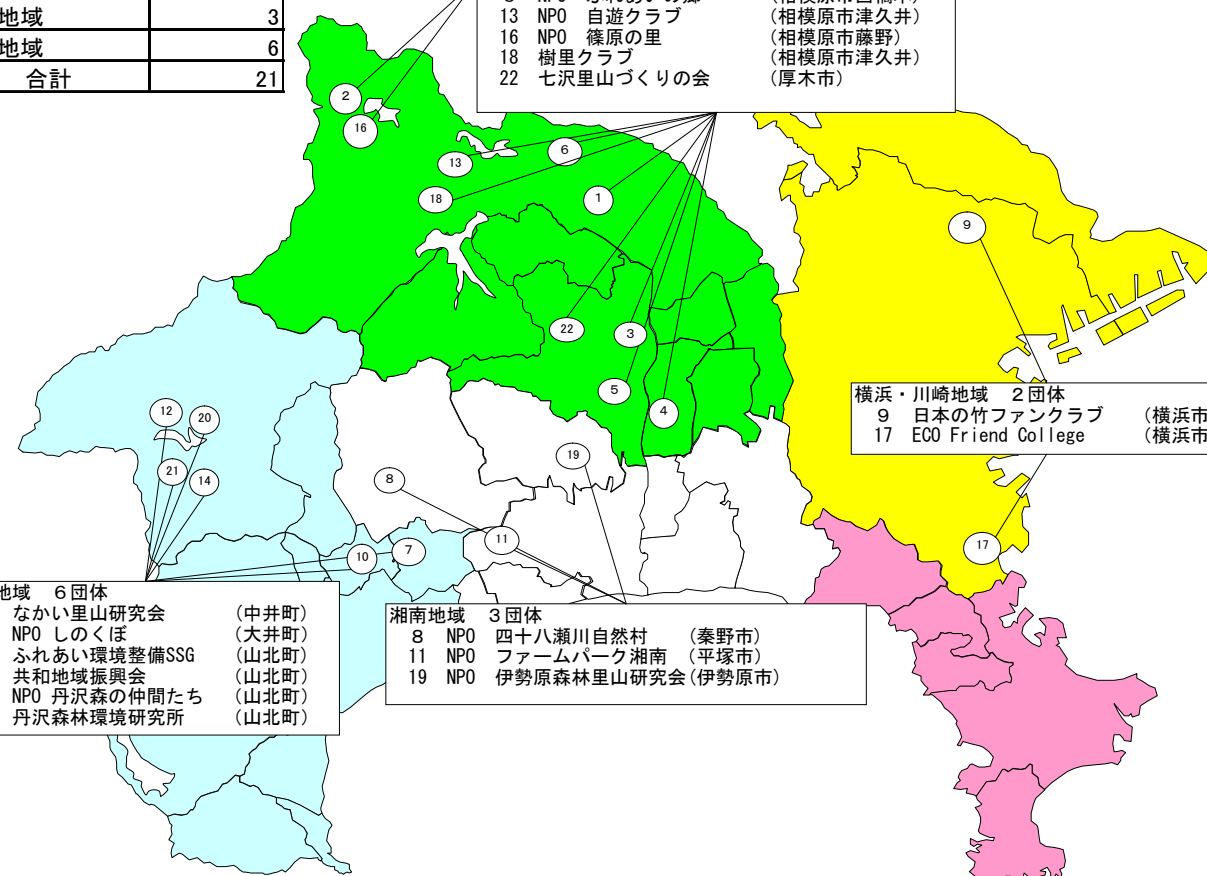 地域 3
地域 6
合計 21
13 NPO 自遊クラブ (相模原市津久井)
16 NPO 篠原の里 (相模原市藤野)
18 樹里クラブ (相模原市津久井)
22 七沢里山づくりの会 (厚木市)
2
16
13
6
18
1
9
22
3
5
4
横浜・川崎地域 2団体
9 日本の竹ファンクラブ (横浜市
17 ECO Friend College (横浜市
12
20
21
14
8
19
11
10
7
17
地域 6団体
なかい里山研究会 (中井町)
NPO しのくぼ (大井町)
ふれあい環境整備SSG (山北町)
共和地域振興会 (山北町)
NPO 丹沢森の仲間たち (山北町)
丹沢森林環境研究所 (山北町)
湘南地域 3団体
8 NPO 四十八瀬川自然村 (秦野市)
11 NPO ファームパーク湘南 (平塚市)
19 NPO 伊勢原森林里山研究会(伊勢原市)